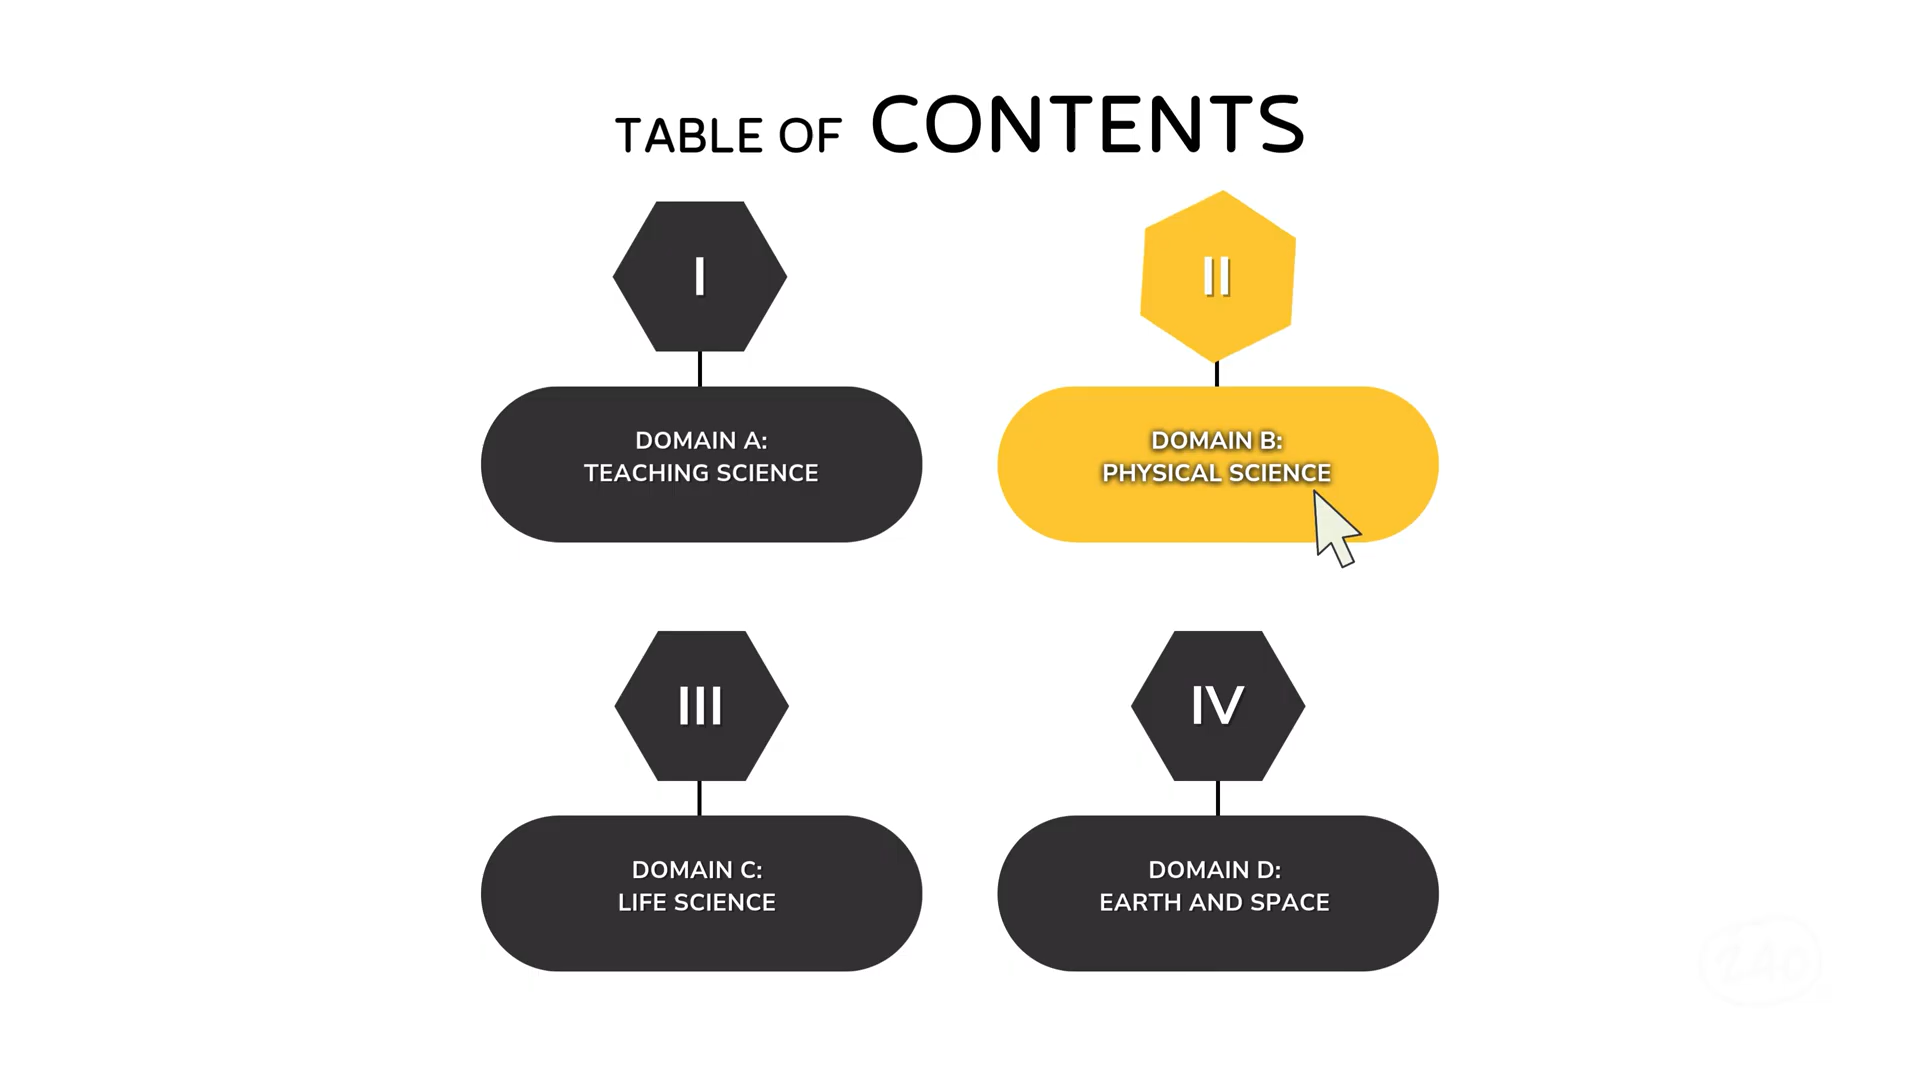 TABLE OF CONTENTS
I
DOMAIN A:
TEACHING SCIENCE
II
DOMAIN B:
PHYSICAL SCIENCE
III
DOMAIN C:
LIFE SCIENCE
IV
DOMAIN D:
EARTH AND SPACE
240